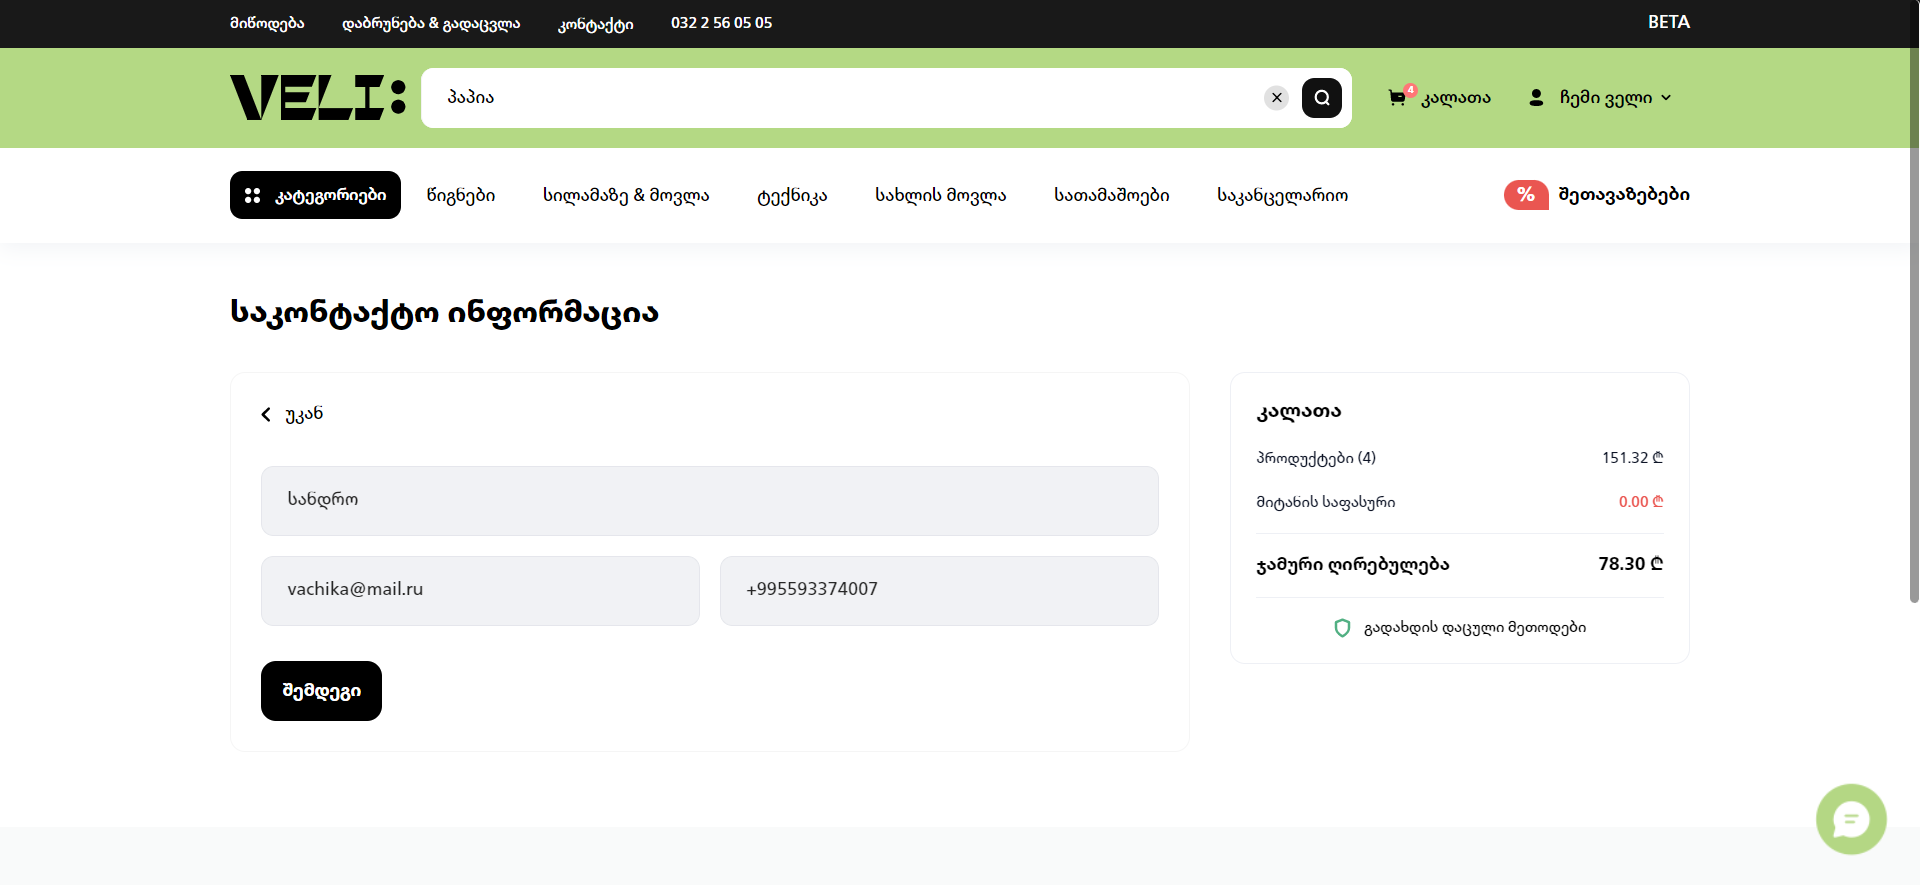 მიწოდება
დაბრუნება & გადაცვლა
კონტაქტი
032 2 56 05 05
BETA
VELI:
პაპია
4
კალათა
ჩემი ველი
კატეგორიები
წიგნები
სილამაზე & მოვლა
ტექნიკა
სახლის მოვლა
სათამაშოები
საკანცელარიო
%
შეთავაზებები
საკონტაქტო ინფორმაცია
უკან
სანდრო
vachika@mail.ru
+995593374007
შემდეგი
კალათა
პროდუქტები (4)
151.32 ₾
მიტანის საფასური
0.00 ₾
ჯამური ღირებულება
78.30 ₾
გადახდის დაცული მეთოდები